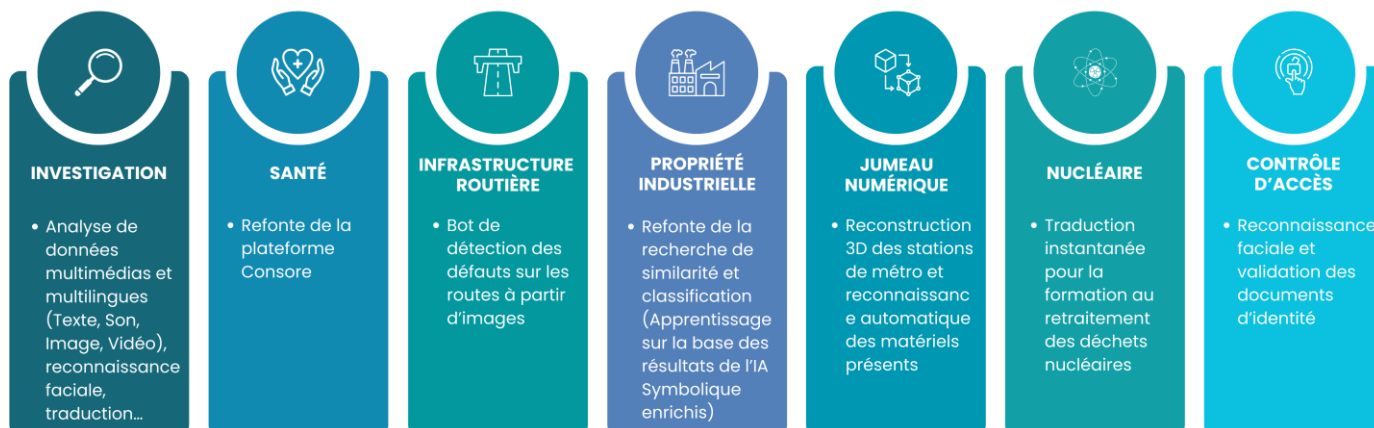 INVESTIGATION
• Analyse de
données
multimédias et
multilingues
(Texte, Son,
Image, Vidéo),
reconnaissance
faciale,
traduction...
SANTÉ
• Refonte de la
plateforme
Consore
INFRASTRUCTURE
ROUTIÈRE
• Bot de
détection des
défauts sur les
routes à partir
d'images
PROPRIÉTÉ
INDUSTRIELLE
• Refonte de la
recherche de
similarité et
classification
(Apprentissage
sur la base des
résultats de l'IA
Symbolique
enrichis)
JUMEAU
NUMÉRIQUE
• Reconstruction
3D des stations
de métro et
reconnaissanc
e automatique
des matériels
présents
NUCLÉAIRE
• Traduction
instantanée
pour la
formation au
retraitement
des déchets
nucléaires
CONTRÔLE
D'ACCÈS
• Reconnaissance
faciale et
validation des
documents
d'identité